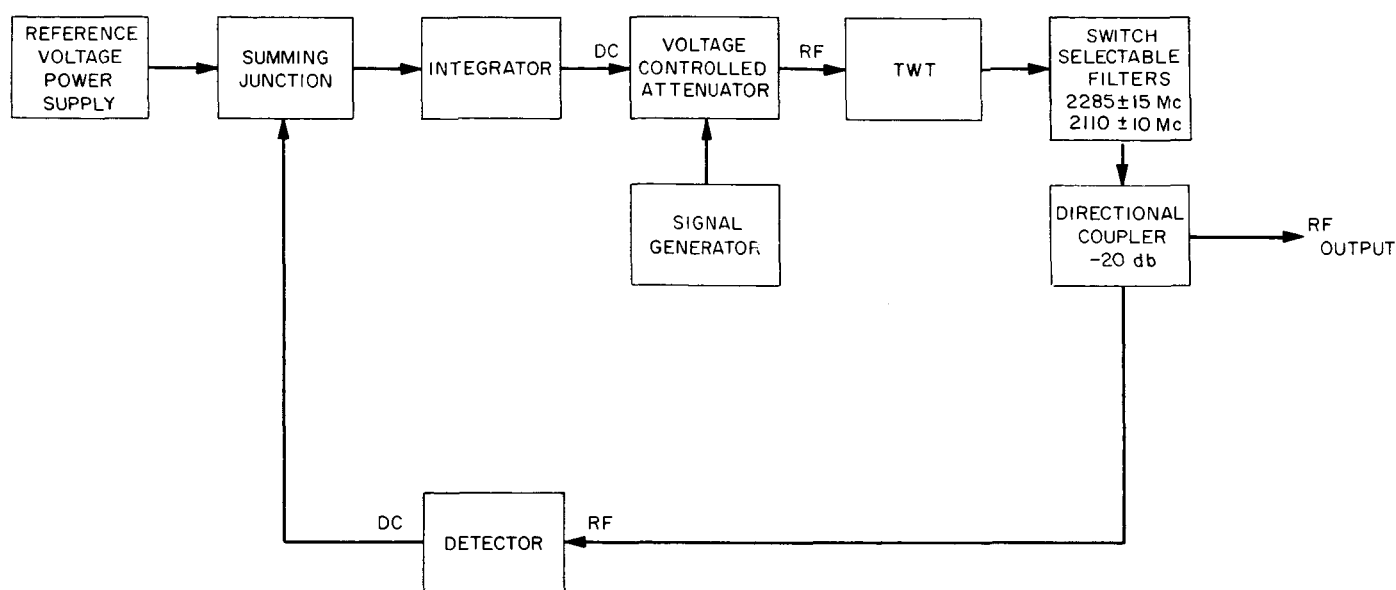 REFERENCE
VOLTAGE
POWER
SUPPLY
SUMMING
JUNCTION
INTEGRATOR
DC
VOLTAGE
CONTROLLED
ATTENUATOR
RF
TWT
SWITCH
SELECTABLE
FILTERS
2285±15 Mc
2110±10 Mc
SIGNAL
GENERATOR
DIRECTIONAL
COUPLER
-20 db
RF
OUTPUT
DC
DETECTOR
RF